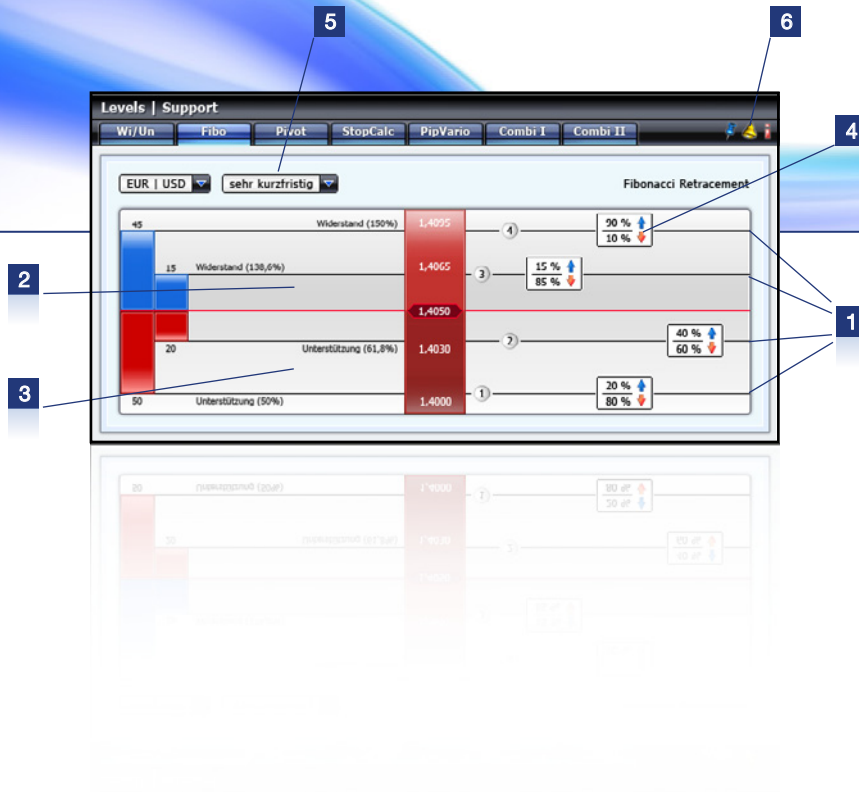 5
6
Levels | Support
Wi/Un Fibo Pivot StopCalc PipVario Combi I Combi II
4
EUR | USD sehr kurzfristig Fibonacci Retracement
45 Widerstand (150%) 1,4095 4 90 %
10 %
2
15 Widerstand (138,6%) 1,4065 3 15 %
85 %
1,4050
1
20 Unterstützung (61,8%) 1.4030 2 40 %
60 %
3
50 Unterstützung (50%) 1.4000 1 20 %
80 %